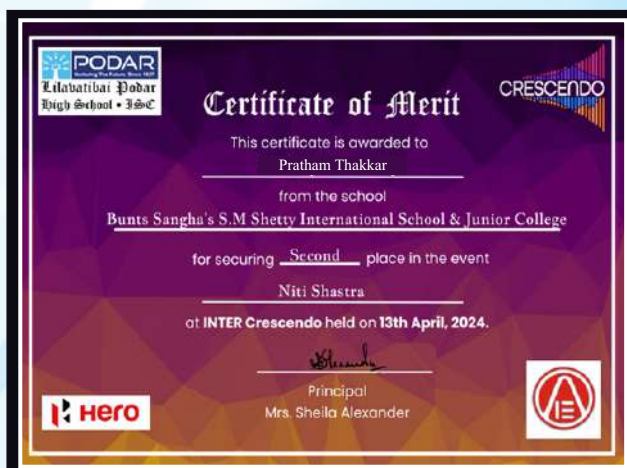 PODAR
Nurturing The Future. Since 1927
Lilavatibai Podar
High School • ISC
CRESCENDO
Certificate of Merit
This certificate is awarded to
Pratham Thakkar
from the school
Bunts Sangha's S.M Shetty International School & Junior College
for securing Second place in the event
Niti Shastra
at INTER Crescendo held on 13th April, 2024.
Principal
Mrs. Sheila Alexander
Hero